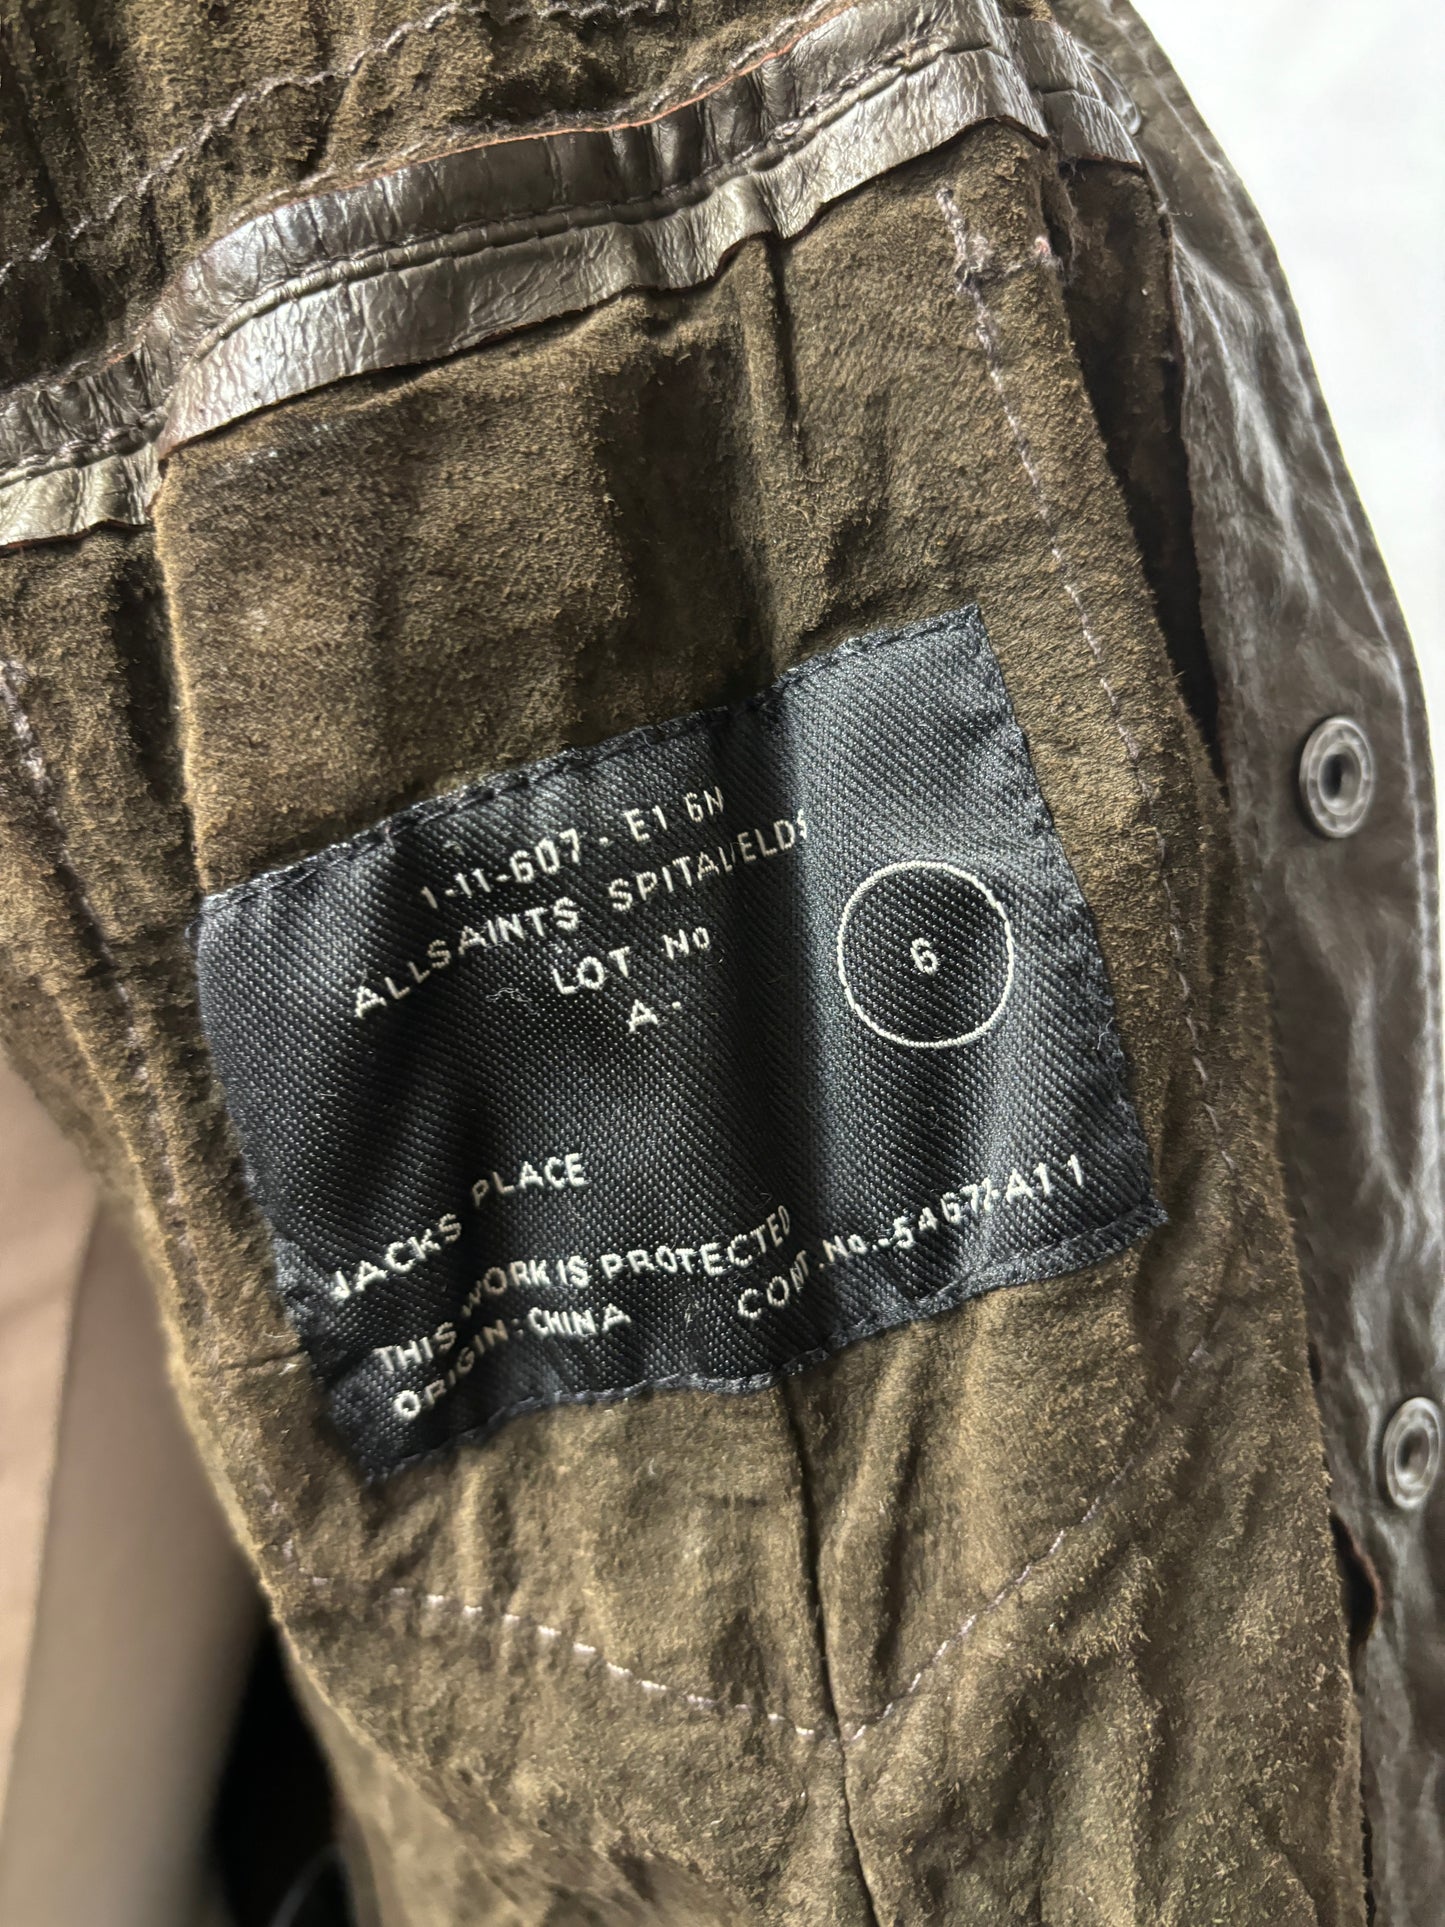 1-11-607 - E1 6N
ALLSAINTS SPITALFIELDS
LOT No
A-
6
JACKS PLACE
THIS WORK IS PROTECTED
ORIGIN: CHINA
CONT.No.-5467/-A11